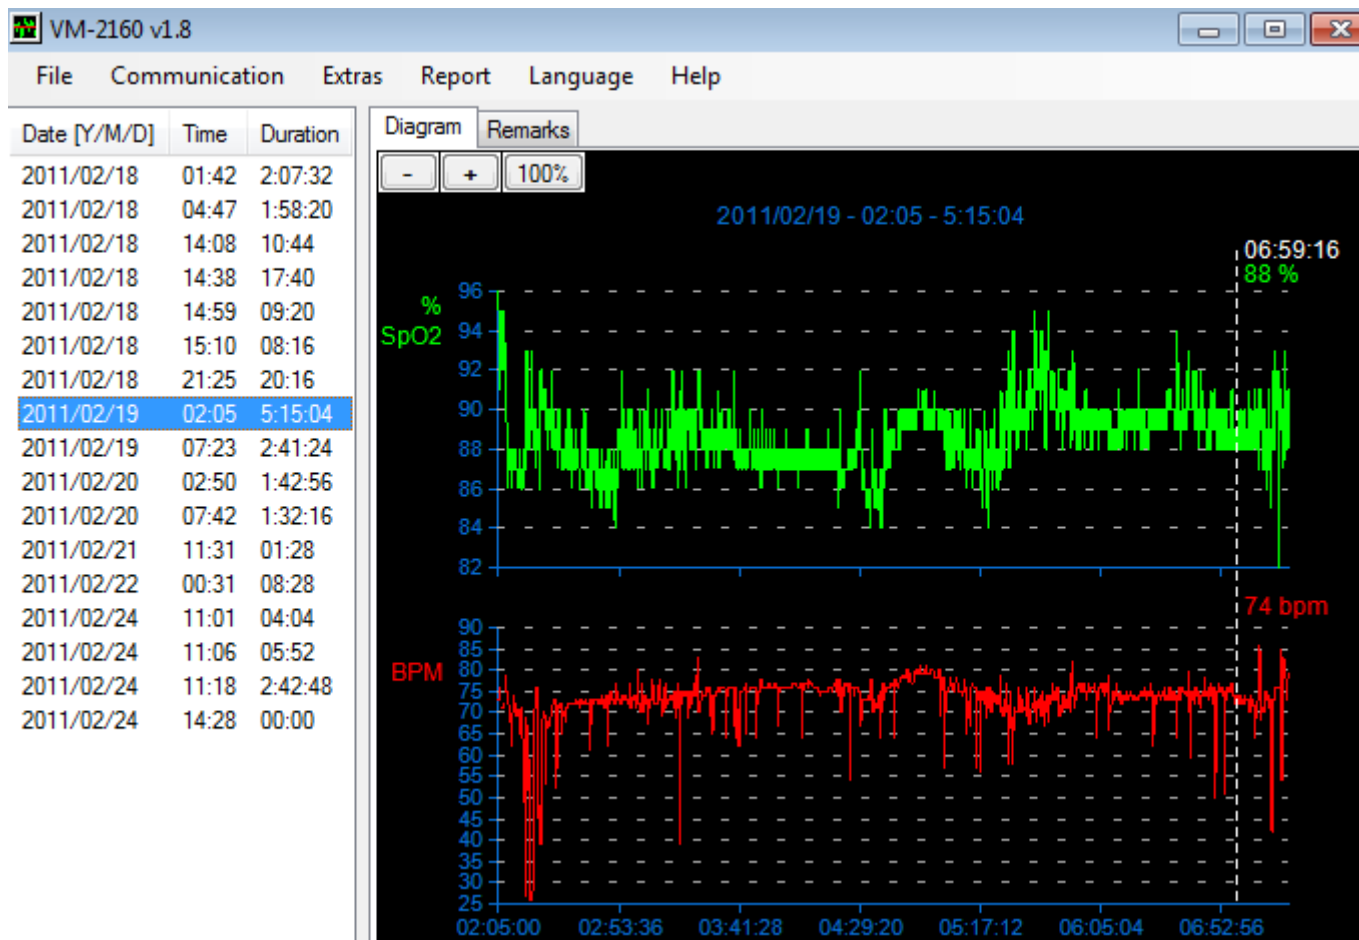 VM-2160 v1.8
File Communication Extras Report Language Help
Date [Y/M/D] Time Duration
2011/02/18 01:42 2:07:32
2011/02/18 04:47 1:58:20
2011/02/18 14:08 10:44
2011/02/18 14:38 17:40
2011/02/18 14:59 09:20
2011/02/18 15:10 08:16
2011/02/18 21:25 20:16
2011/02/19 02:05 5:15:04
2011/02/19 07:23 2:41:24
2011/02/20 02:50 1:42:56
2011/02/20 07:42 1:32:16
2011/02/21 11:31 01:28
2011/02/22 00:31 08:28
2011/02/24 11:01 04:04
2011/02/24 11:06 05:52
2011/02/24 11:18 2:42:48
2011/02/24 14:28 00:00
Diagram Remarks
- + 100%
2011/02/19 - 02:05 - 5:15:04
06:59:16
88 %
%
SpO2
96
94
92
90
88
86
84
82
74 bpm
BPM
90
85
80
75
70
65
60
55
50
45
40
35
30
25
02:05:00 02:53:36 03:41:28 04:29:20 05:17:12 06:05:04 06:52:56